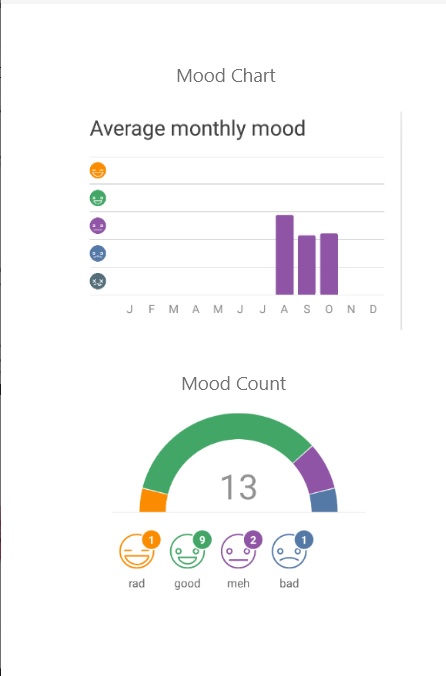 Mood Chart
Average monthly mood
J F M A M J J A S O N D
Mood Count
13
1 9 2 1
rad good meh bad